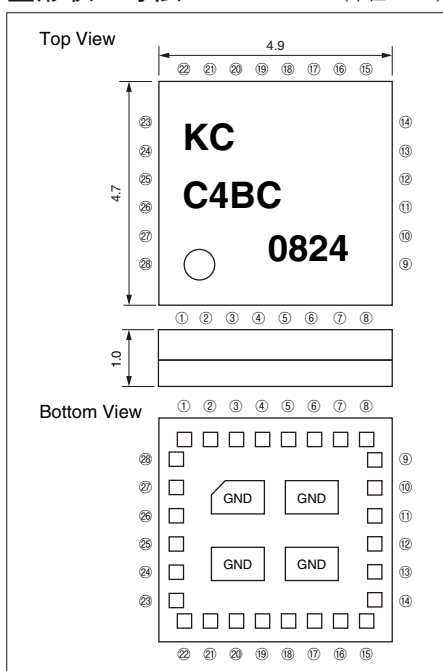 Top View
4.9
㉒ ㉑ ⑳ ⑲ ⑱ ⑰ ⑯ ⑮
㉓ ⑭
KC
㉔ ⑬
㉕ ⑫
C4BC
4.7
㉖ ⑪
㉗ ⑩
0824
㉘ ⑨
① ② ③ ④ ⑤ ⑥ ⑦ ⑧
1.0
Bottom View
① ② ③ ④ ⑤ ⑥ ⑦ ⑧
㉘ ⑨
㉗ ⑩
GND GND
㉖ ⑪
㉕ ⑫
GND GND
㉔ ⑬
㉓ ⑭
㉒ ㉑ ⑳ ⑲ ⑱ ⑰ ⑯ ⑮